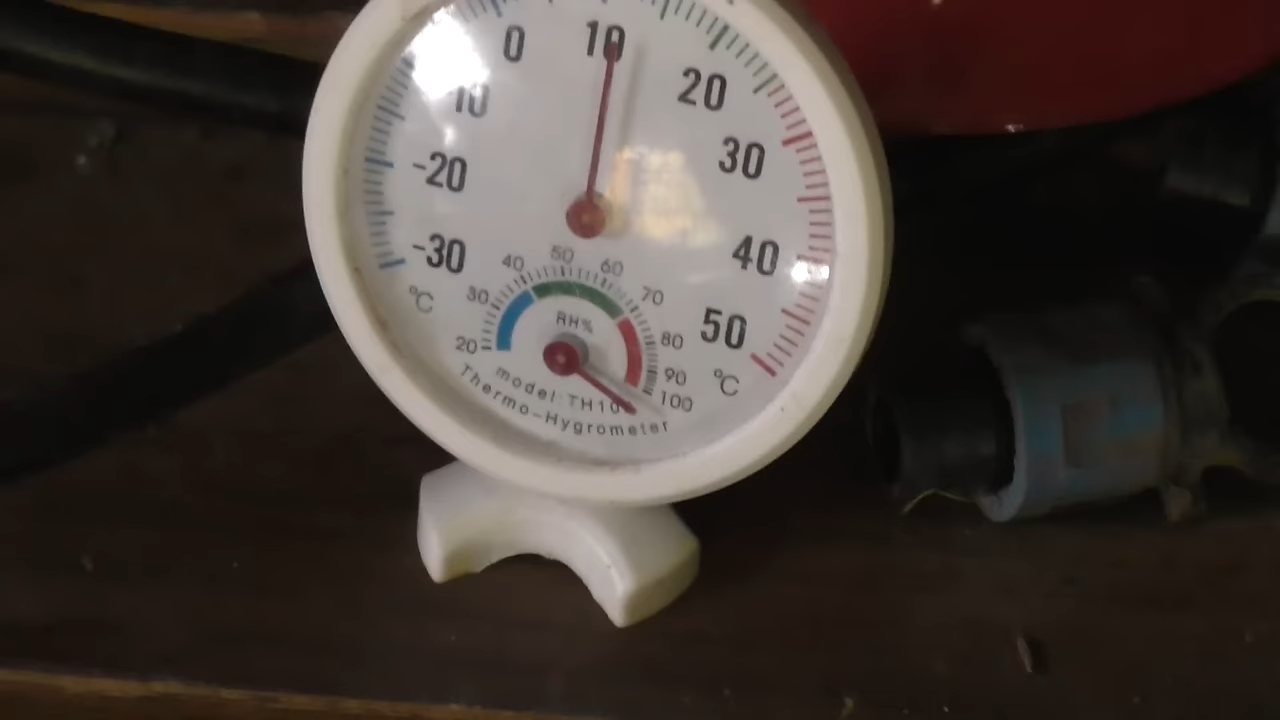 0 10 20
-10 30
-20 40
-30 50
°C °C
20 30 40 50 60 70 80 90 100
RH%
model:TH10
Thermo-Hygrometer